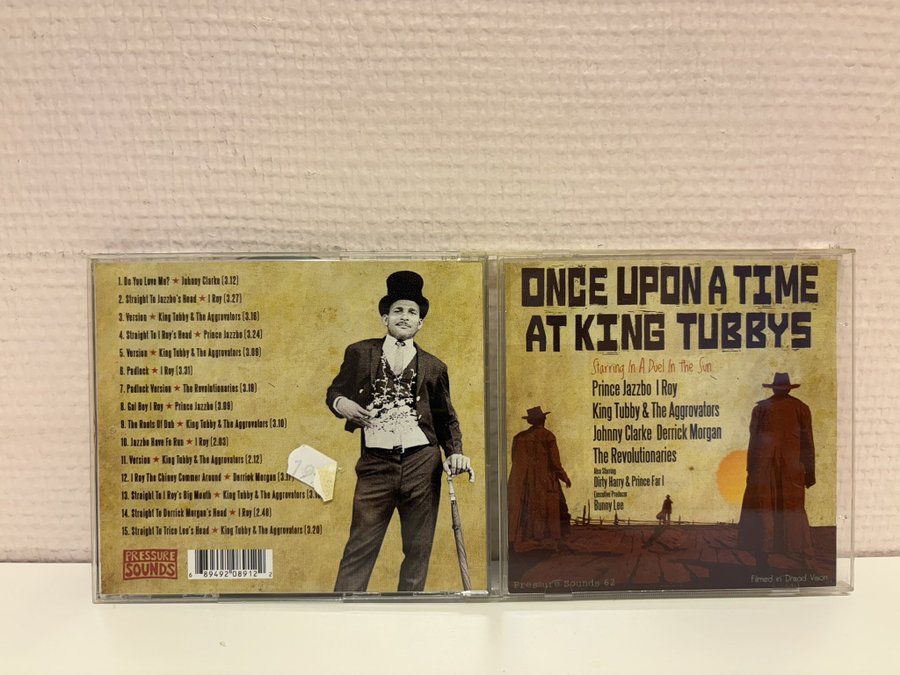 1. Do You Love Me? ★ Johnny Clarke (3.12)
2. Straight To Jazzbo's Head ★ I Roy (3.27)
3. Version ★ King Tubby & The Aggrovators (3.16)
4. Straight To I Roy's Head ★ Prince Jazzbo (3.24)
5. Version ★ King Tubby & The Aggrovators (3.08)
6. Padlock ★ I Roy (3.31)
7. Padlock Version ★ The Revolutionaries (3.19)
8. Gal Boy I Roy ★ Prince Jazzbo (3.09)
9. The Roots Of Dub ★ King Tubby & The Aggrovators (3.10)
10. Jazzbo Have Fe Run ★ I Roy (2.03)
11. Version ★ King Tubby & The Aggrovators (2.12)
12. I Roy The Chinny Commer Around ★ Derrick Morgan
13. Straight To I Roy's Big Mouth ★ King Tubby & The Aggrovators
14. Straight To Derrick Morgan's Head ★ I Roy (2.40)
15. Straight To Trico Lee's Head ★ King Tubby & The Aggrovators (3.20)
PRESSURE
SOUNDS
6 89492 08912 2
ONCE UPON A TIME
AT KING TUBBYS
Starring In A Duel In the Sun
Prince Jazzbo I Roy
King Tubby & The Aggrovators
Johnny Clarke Derrick Morgan
The Revolutionaries
Also Starring
Dirty Harry & Prince Far I
Executive Producer
Bunny Lee
Pressure Sounds 62
Filmed in Dread Vision